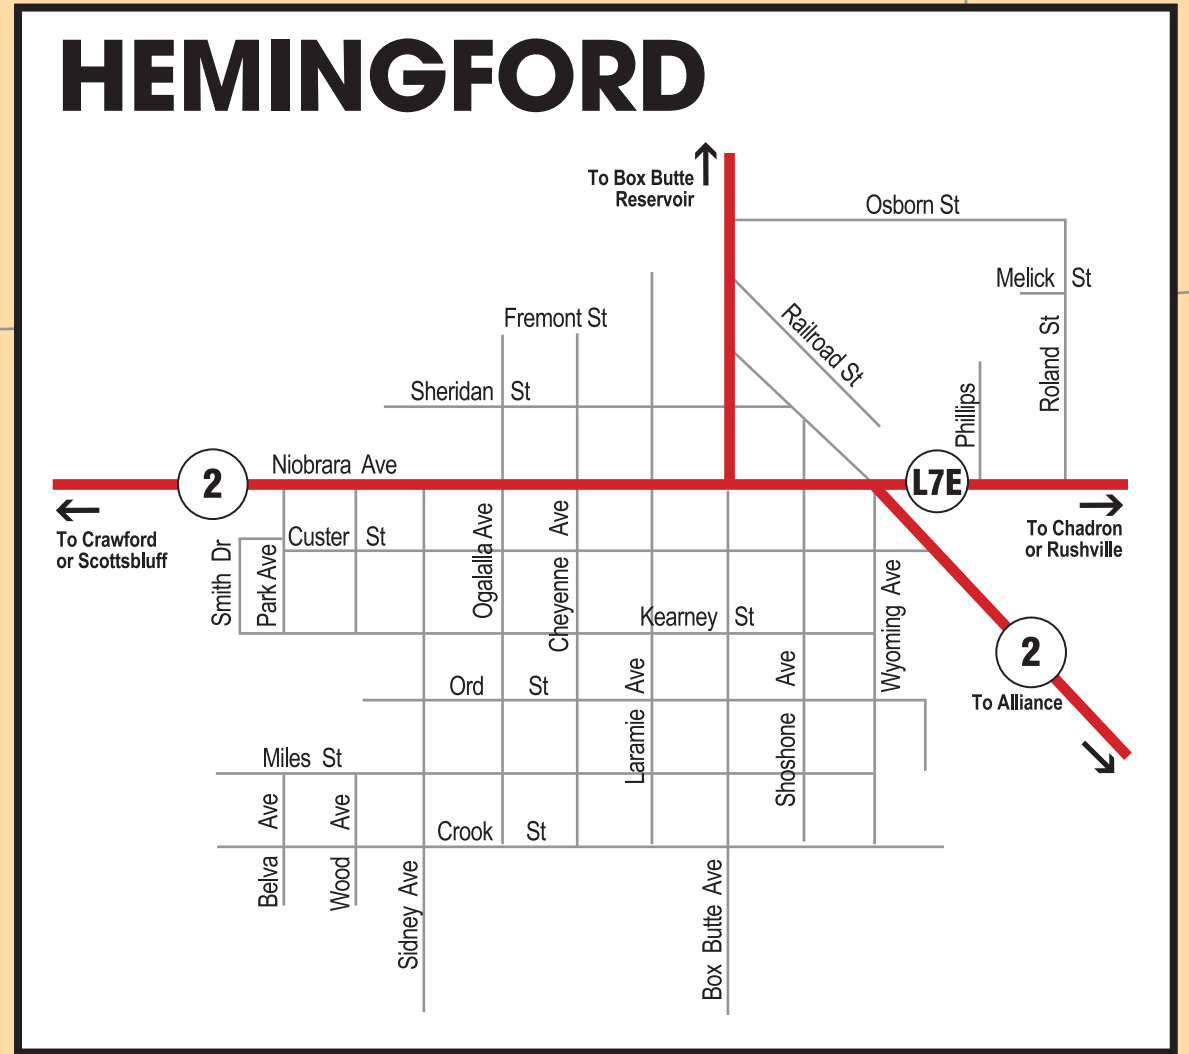 HEMINGFORD
To Box Butte
Reservoir
Osborn St
Melick St
Railroad St
Roland St
Fremont St
Sheridan St
Phillips
Niobrara Ave
2
L7E
To Crawford
or Scottsbluff
To Chadron
or Rushville
Custer St
Smith Dr
Park Ave
Ogalalla Ave
Cheyenne Ave
Kearney St
Wyoming Ave
2
To Alliance
Ord St
Laramie Ave
Shoshone Ave
Miles St
Belva Ave
Wood Ave
Crook St
Sidney Ave
Box Butte Ave